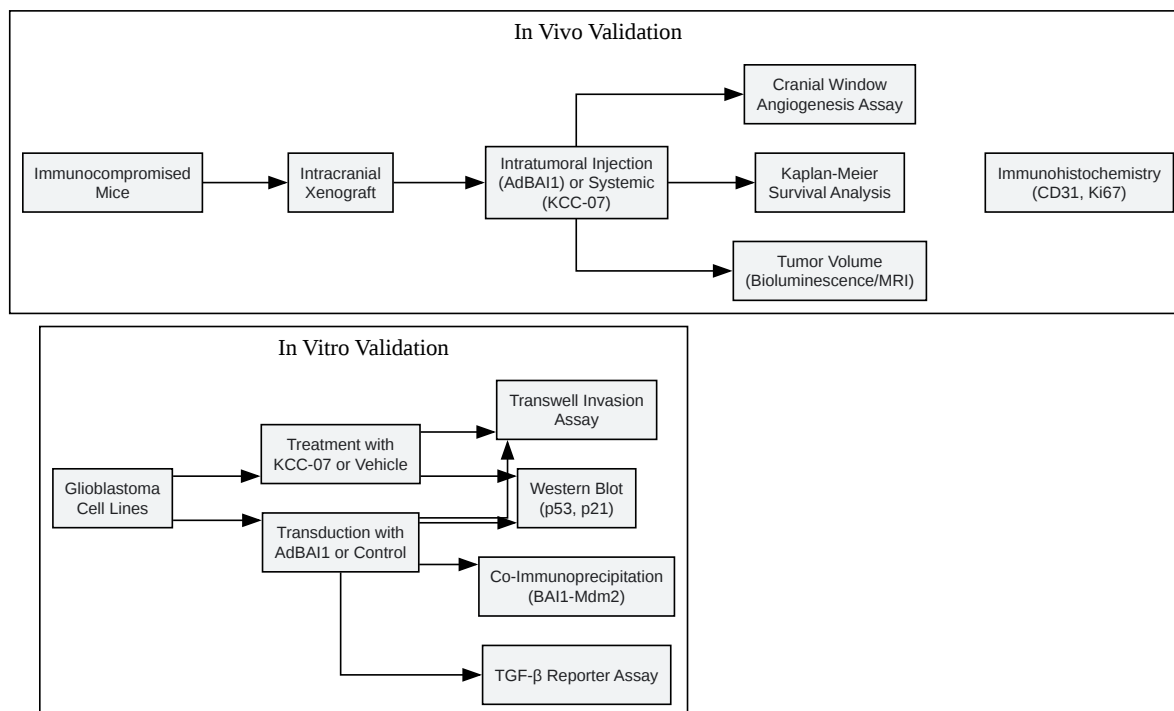 In Vivo Validation
Cranial Window
Angiogenesis Assay
Immunocompromised
Mice
Intracranial
Xenograft
Intratumoral Injection
(AdBAI1) or Systemic
(KCC-07)
Kaplan-Meier
Survival Analysis
Immunohistochemistry
(CD31, Ki67)
Tumor Volume
(Bioluminescence/MRI)
In Vitro Validation
Transwell Invasion
Assay
Treatment with
KCC-07 or Vehicle
Glioblastoma
Cell Lines
Western Blot
(p53, p21)
Transduction with
AdBAI1 or Control
Co-Immunoprecipitation
(BAI1-Mdm2)
TGF-β Reporter Assay